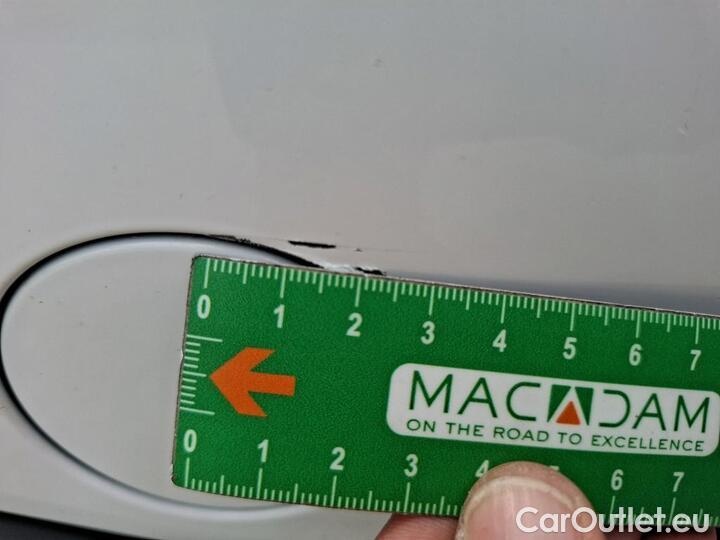 0 1 2 3 4 5 6 7
MACADAM
ON THE ROAD TO EXCELLENCE
0 1 2 3 4 6 7
CarOutlet.eu